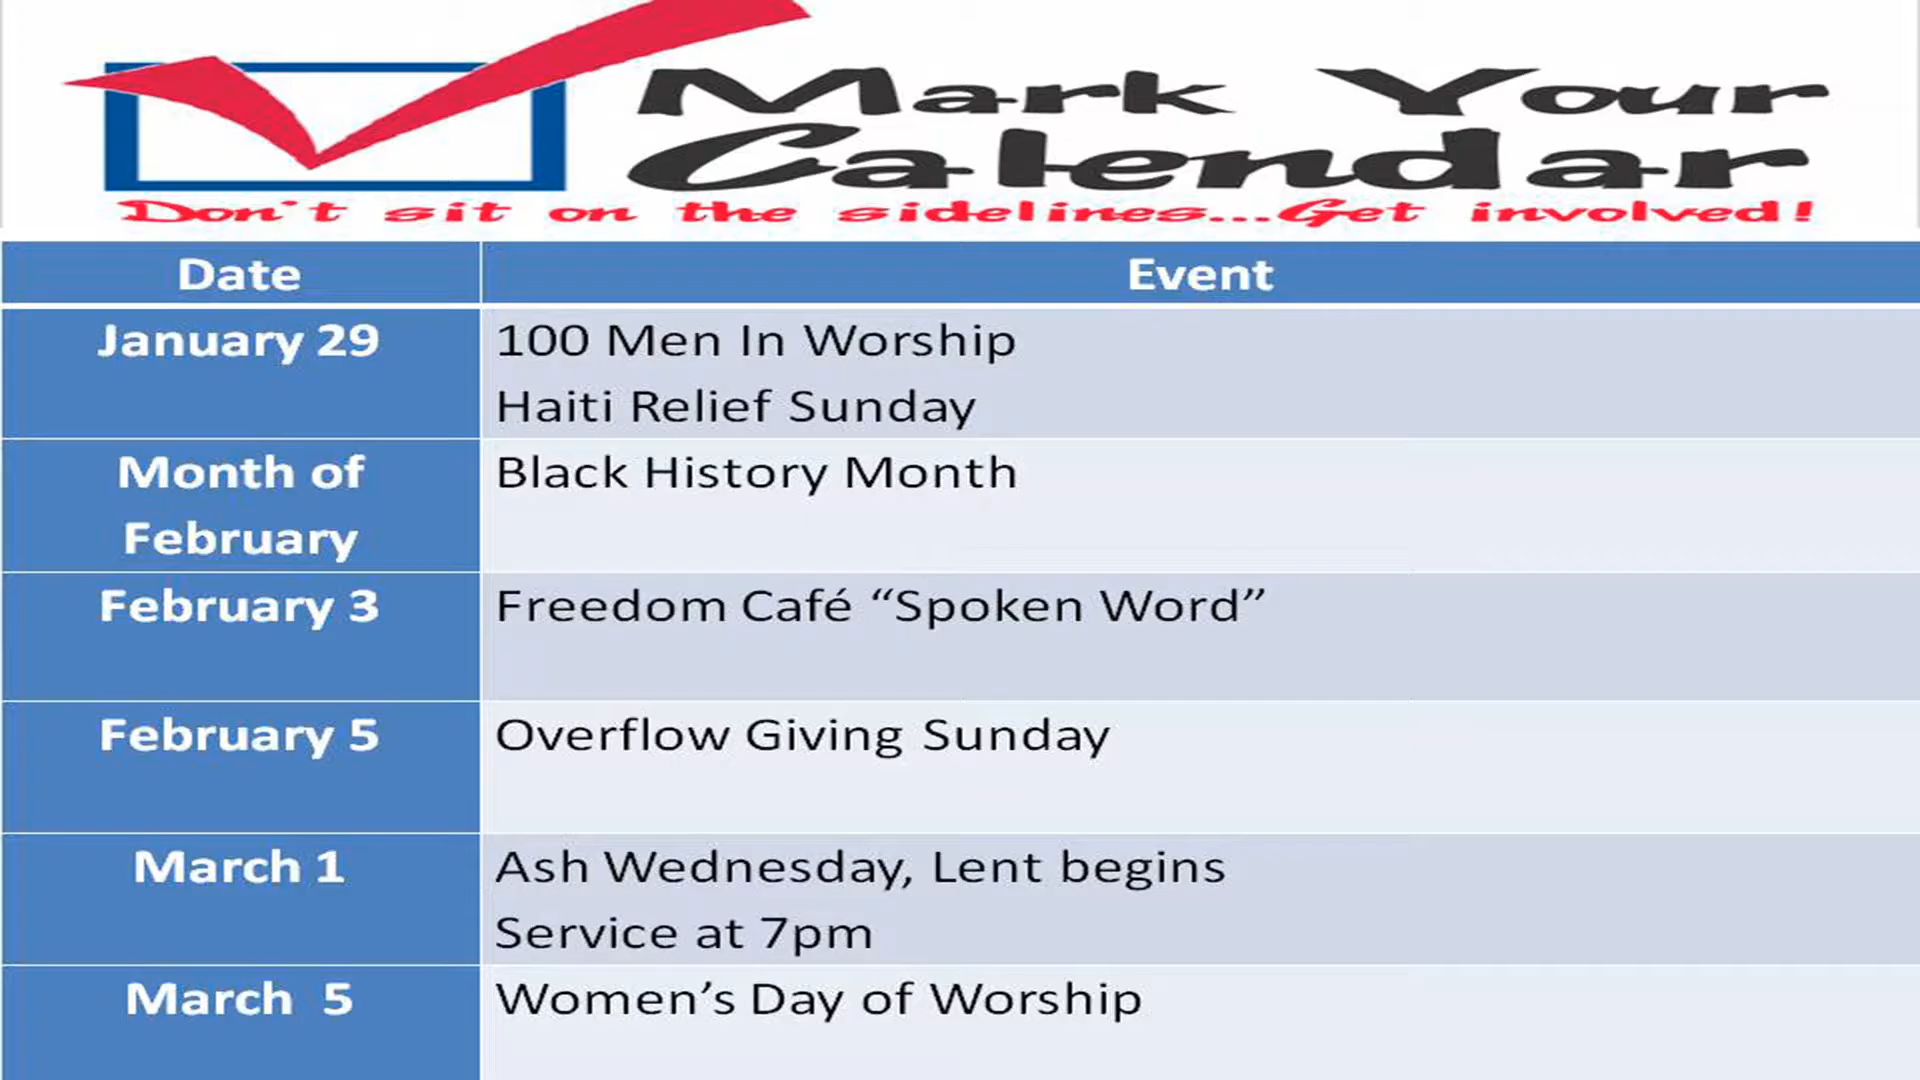 Mark Your
Calendar
Don't sit on the sidelines...Get involved!
Date Event
January 29 100 Men In Worship
Haiti Relief Sunday
Month of Black History Month
February
February 3 Freedom Café “Spoken Word”
February 5 Overflow Giving Sunday
March 1 Ash Wednesday, Lent begins
Service at 7pm
March 5 Women’s Day of Worship